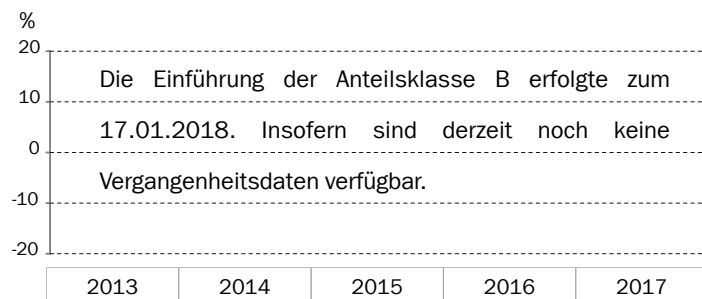 %
20
Die Einführung der Anteilsklasse B erfolgte zum
10
17.01.2018. Insofern sind derzeit noch keine
0
Vergangenheitsdaten verfügbar.
-10
-20
2013 2014 2015 2016 2017